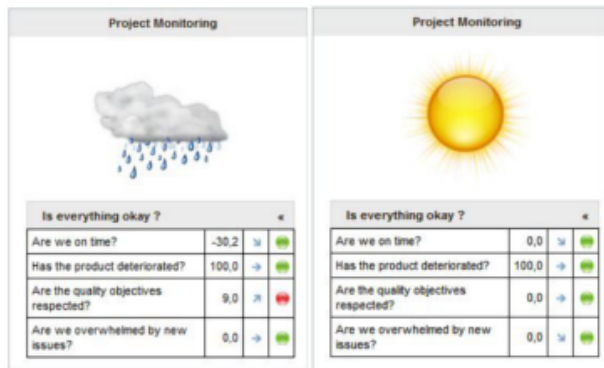 Project Monitoring
Is everything okay ? «
Are we on time? -30,2
Has the product deteriorated? 100,0
Are the quality objectives
respected? 9,0
Are we overwhelmed by new
issues? 0,0
Project Monitoring
Is everything okay ? «
Are we on time? 0,0
Has the product deteriorated? 100,0
Are the quality objectives
respected? 0,0
Are we overwhelmed by new
issues? 0,0